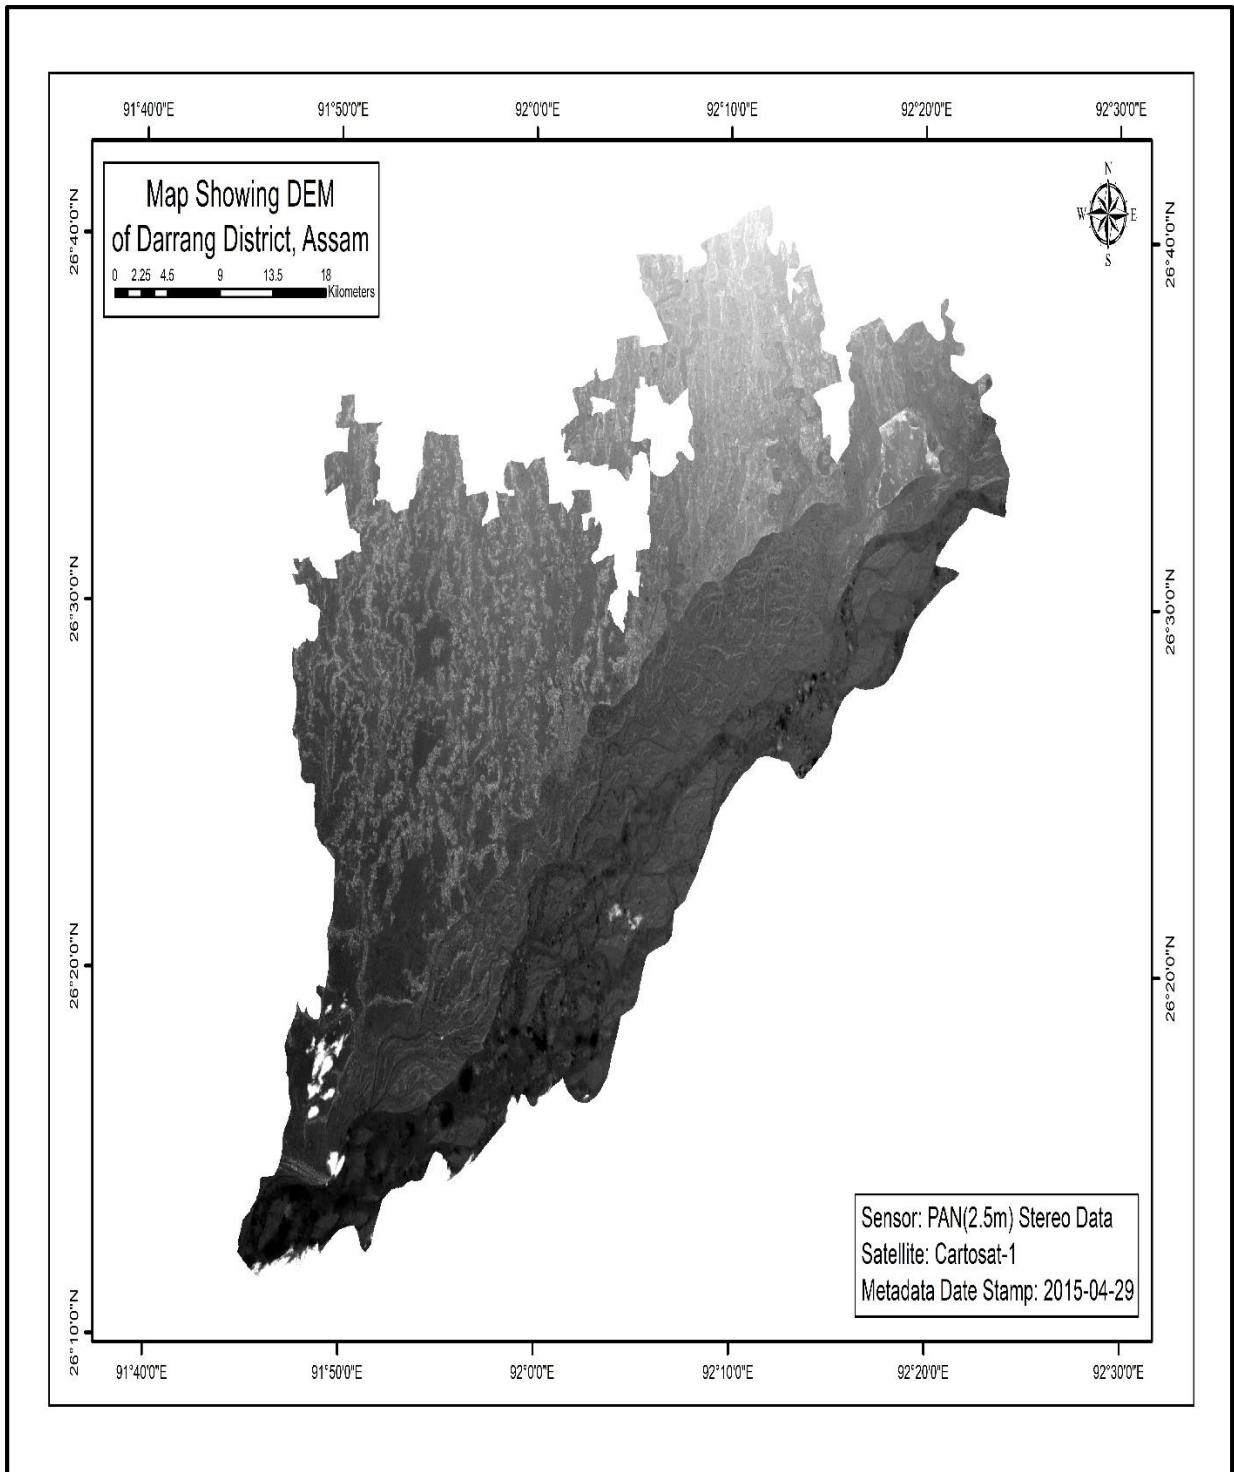 91°40'0"E 91°50'0"E 92°0'0"E 92°10'0"E 92°20'0"E 92°30'0"E
Map Showing DEM
of Darrang District, Assam
0 2.25 4.5 9 13.5 18
Kilometers
N
W E
S
26°40'0"N 26°40'0"N
26°30'0"N 26°30'0"N
26°20'0"N 26°20'0"N
Sensor: PAN(2.5m) Stereo Data
Satellite: Cartosat-1
Metadada Date Stamp: 2015-04-29
26°10'0"N
91°40'0"E 91°50'0"E 92°0'0"E 92°10'0"E 92°20'0"E 92°30'0"E